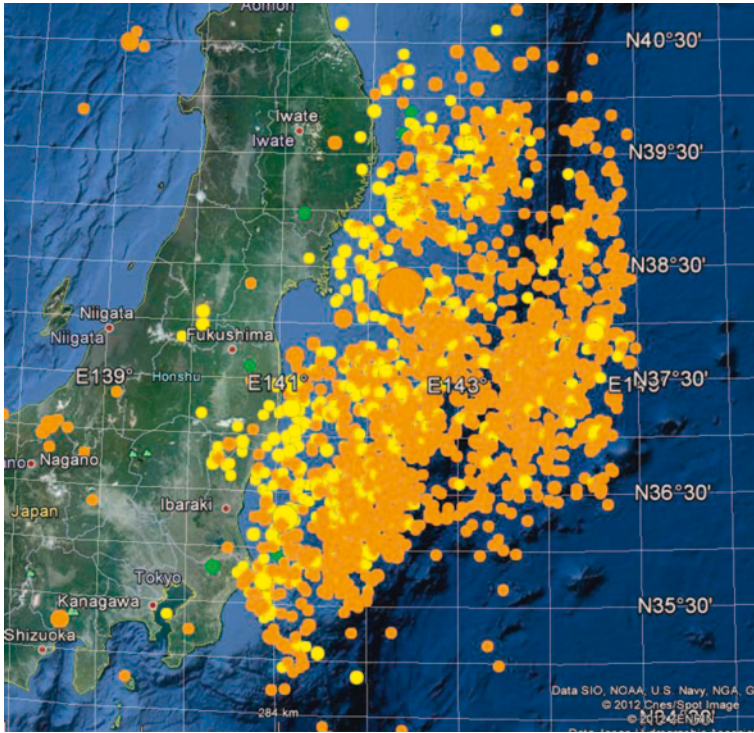 Aomori
N40°30'
Iwate
Iwate
N39°30'
N38°30'
Niigata
Niigata
Fukushima
E139°
Honshu
E141°
E143°
N37°30'
Nagano
Ibaraki
N36°30'
Japan
Tokyo
Kanagawa
N35°30'
Shizuoka
Data SIO, NOAA, U.S. Navy, NGA, G
© 2012 Cnes/Spot Image
284 km